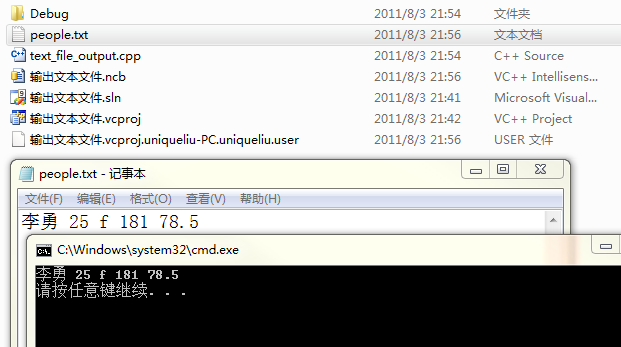 Debug 2011/8/3 21:54 文件夹
people.txt 2011/8/3 21:56 文本文档
text_file_output.cpp 2011/8/3 21:54 C++ Source
输出文本文件.ncb 2011/8/3 21:56 VC++ Intellisens...
输出文本文件.sln 2011/8/3 21:41 Microsoft Visual...
输出文本文件.vcproj 2011/8/3 21:42 VC++ Project
输出文本文件.vcproj.uniqueliu-PC.uniqueliu.user 2011/8/3 21:56 USER 文件
people.txt - 记事本
文件(F) 编辑(E) 格式(O) 查看(V) 帮助(H)
李勇 25 f 181 78.5
C:\Windows\system32\cmd.exe
李勇 25 f 181 78.5
请按任意键继续. . .